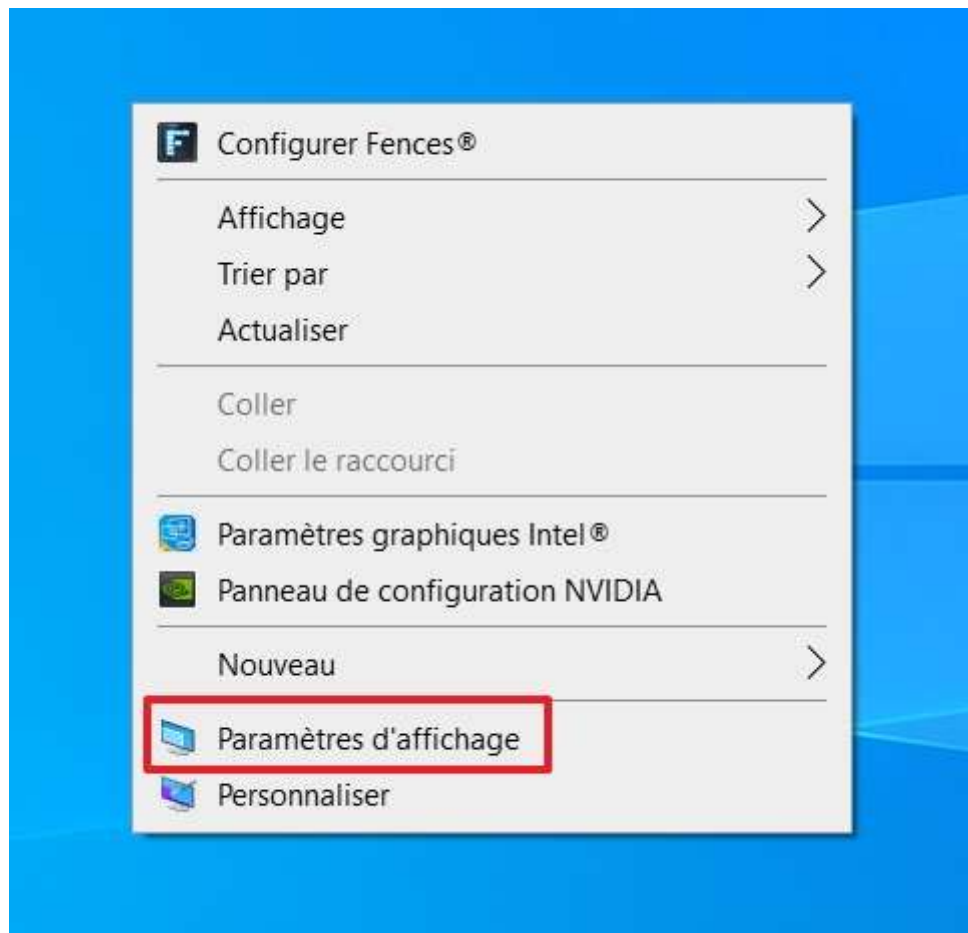 Configurer Fences®
Affichage
Trier par
Actualiser
Coller
Coller le raccourci
Paramètres graphiques Intel®
Panneau de configuration NVIDIA
Nouveau
Paramètres d'affichage
Personnaliser